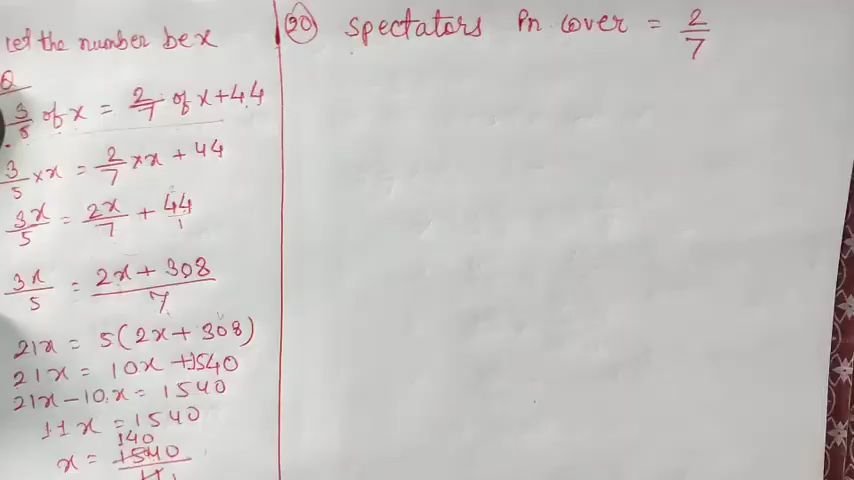 let the number be x
Q
3/5 of x = 2/7 of x + 44
3/5 × x = 2/7 × x + 44
3x/5 = 2x/7 + 44/1
3x/5 = 2x + 308/7
21x = 5(2x + 308)
21x = 10x + 1540
21x - 10x = 1540
11x = 1540
140
x = 1540/11
1
20 Spectators in cover = 2/7